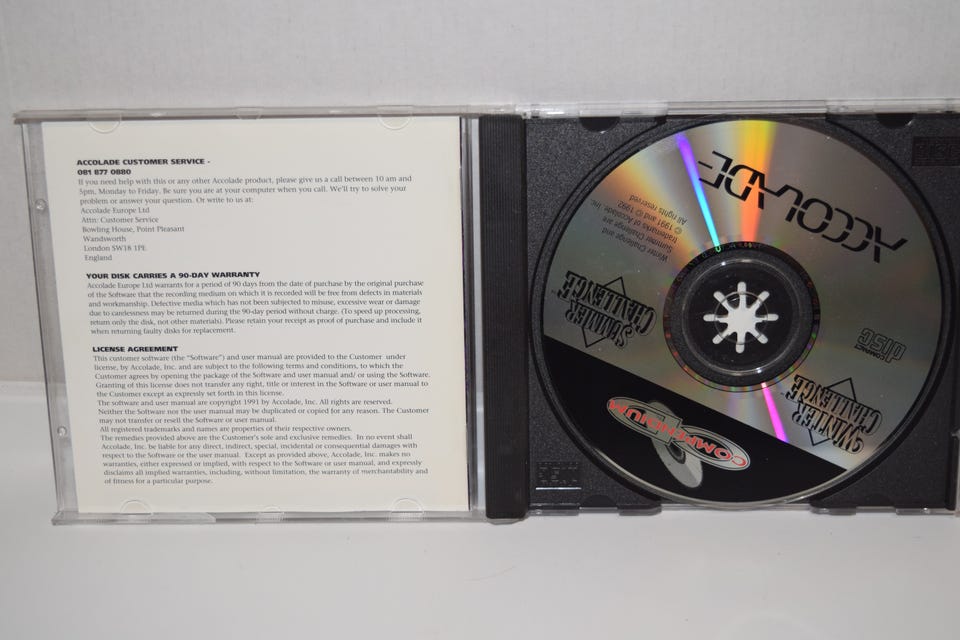 ACCOLADE CUSTOMER SERVICE -
081 877 0880
If you need help with this or any other Accolade product, please give us a call between 10 am and
5pm, Monday to Friday. Be sure you are at your computer when you call. We'll try to solve your
problem or answer your question. Or write to us at:
Accolade Europe Ltd
Attn: Customer Service
Bowling House, Point Pleasant
Wandsworth
London SW18 1PE
England
YOUR DISK CARRIES A 90-DAY WARRANTY
Accolade Europe Ltd warrants for a period of 90 days from the date of purchase by the original purchase
of the Software that the recording medium on which it is recorded will be free from defects in materials
and workmanship. Defective media which has not been subjected to misuse, excessive wear or damage
due to carelessness may be returned during the 90-day period without charge. (To speed up processing,
return only the disk, not other materials). Please retain your receipt as proof of purchase and include it
when returning faulty disks for replacement.
LICENSE AGREEMENT
This customer software (the "Software") and user manual are provided to the Customer under
license, by Accolade, Inc. and are subject to the following terms and conditions, to which the
Customer agrees by opening the package of the Software and user manual and/ or using the Software.
Granting of this license does not transfer any right, title or interest in the Software or user manual to
the Customer except as expressly set forth in this license.
The software and user manual are copyright 1991 by Accolade, Inc. All rights are reserved.
Neither the Software nor the user manual may be duplicated or copied for any reason. The Customer
may not transfer or resell the Software or user manual.
All registered trademarks and names are properties of their respective owners.
The remedies provided above are the Customer's sole and exclusive remedies. In no event shall
Accolade, Inc. be liable for any direct, indirect, special, incidental or consequential damages with
respect to the Software or the user manual. Except as provided above, Accolade, Inc. makes no
warranties, either expressed or implied, with respect to the Software or user manual, and expressly
disclaims all implied warranties, including, without limitation, the warranty of merchantability and
of fitness for a particular purpose.
ACCOLADE
Winter Challenge and
Summer Challenge are
trademarks of Accolade, Inc.
© 1991 and © 1992.
All rights reserved
SUMMER
CHALLENGE
COMPACT
disc
WINTER
CHALLENGE
COMPENDIUM